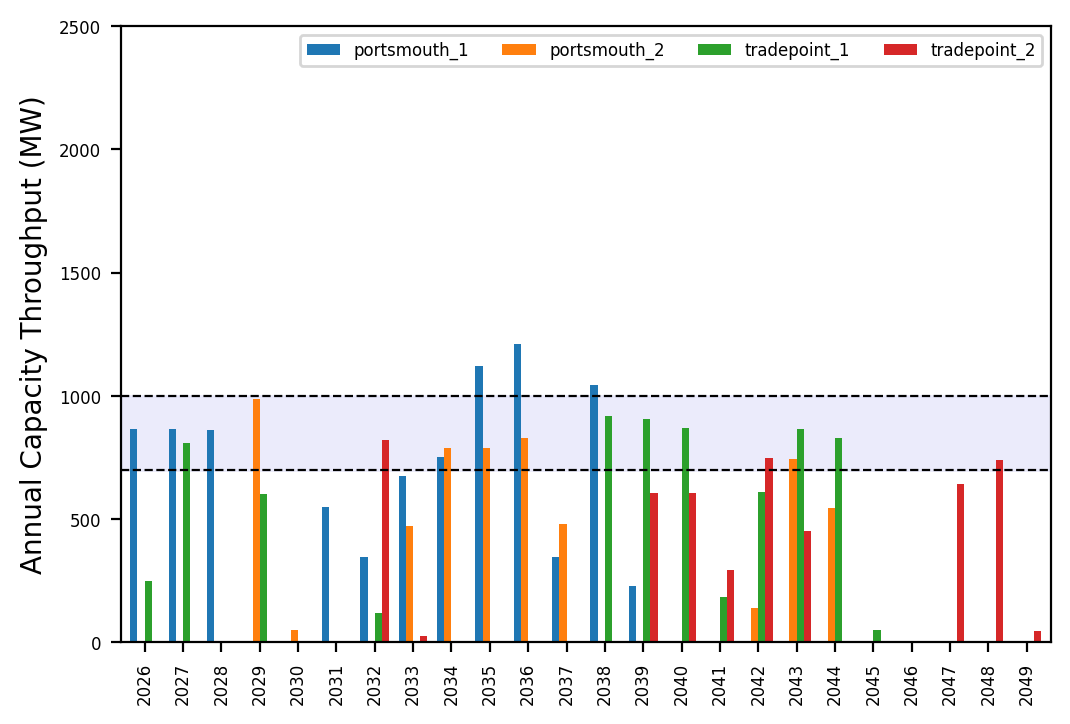 2500
2000
1500
1000
500
0
Annual Capacity Throughput (MW)
portsmouth_1 portsmouth_2 tradepoint_1 tradepoint_2
2026 2027 2028 2029 2030 2031 2032 2033 2034 2035 2036 2037 2038 2039 2040 2041 2042 2043 2044 2045 2046 2047 2048 2049